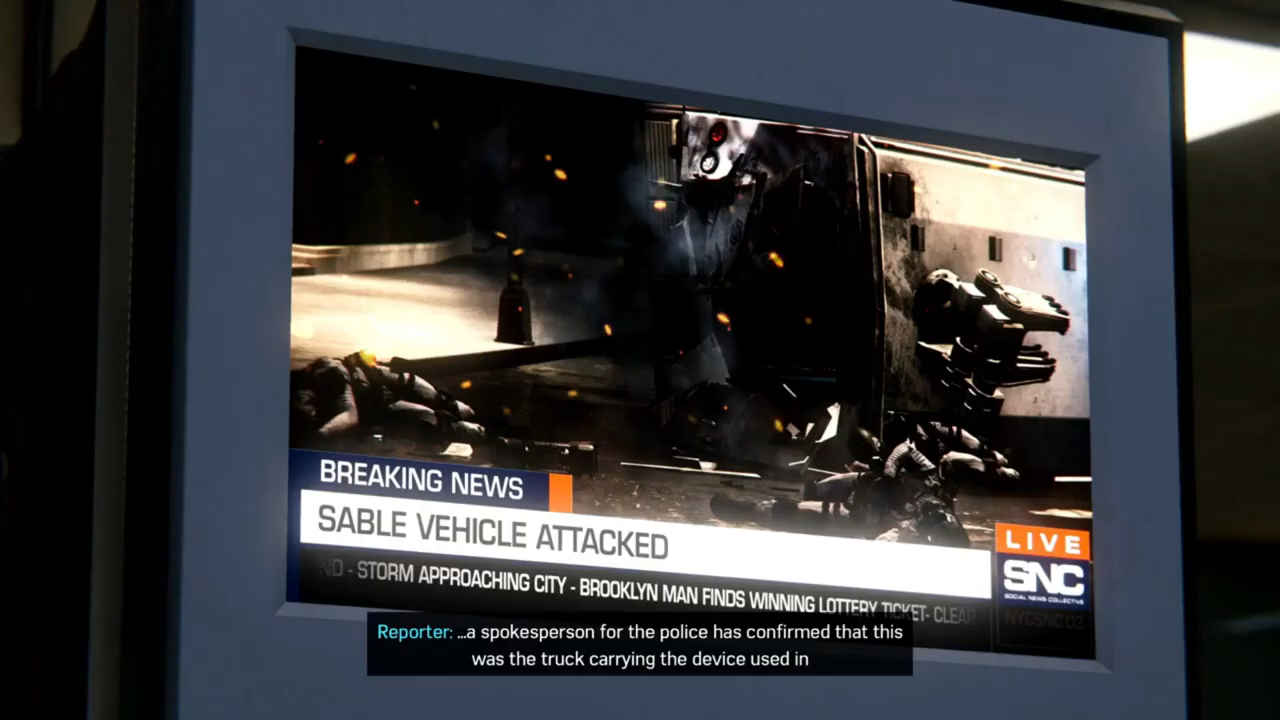 BREAKING NEWS
SABLE VEHICLE ATTACKED
ND - STORM APPROACHING CITY - BROOKLYN MAN FINDS WINNING LOTTERY TICKET- CLEAR
LIVE
SNC
SOCIAL NEWS COLLECTIVE
NYCSNC 02
Reporter: …a spokesperson for the police has confirmed that this
was the truck carrying the device used in